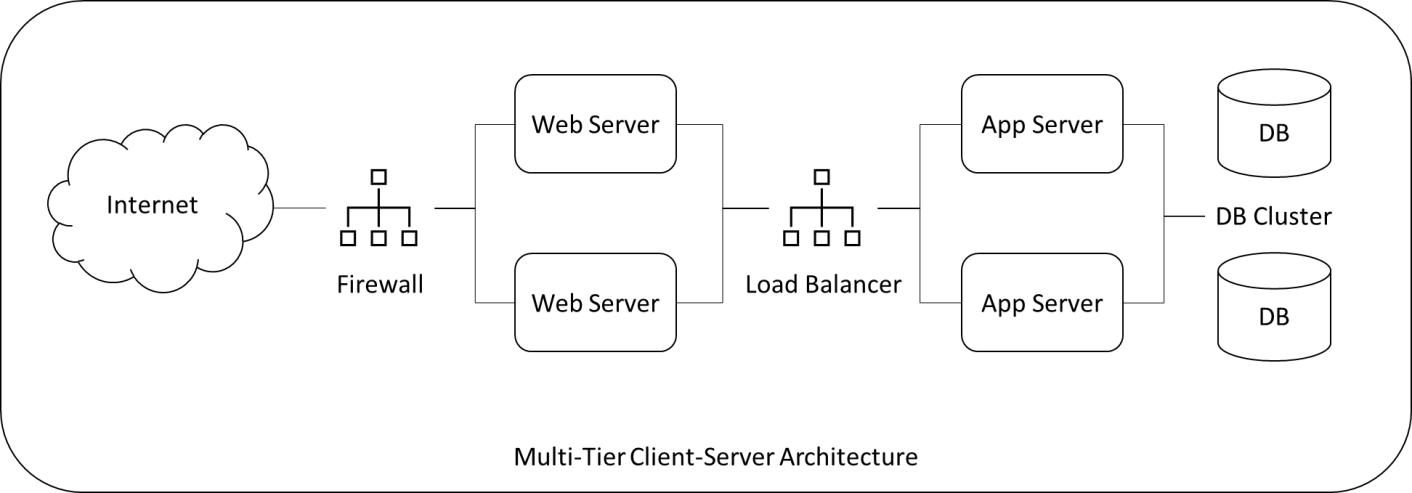 Web Server
App Server
DB
Internet
DB Cluster
Firewall
Load Balancer
Web Server
App Server
DB
Multi-Tier Client-Server Architecture